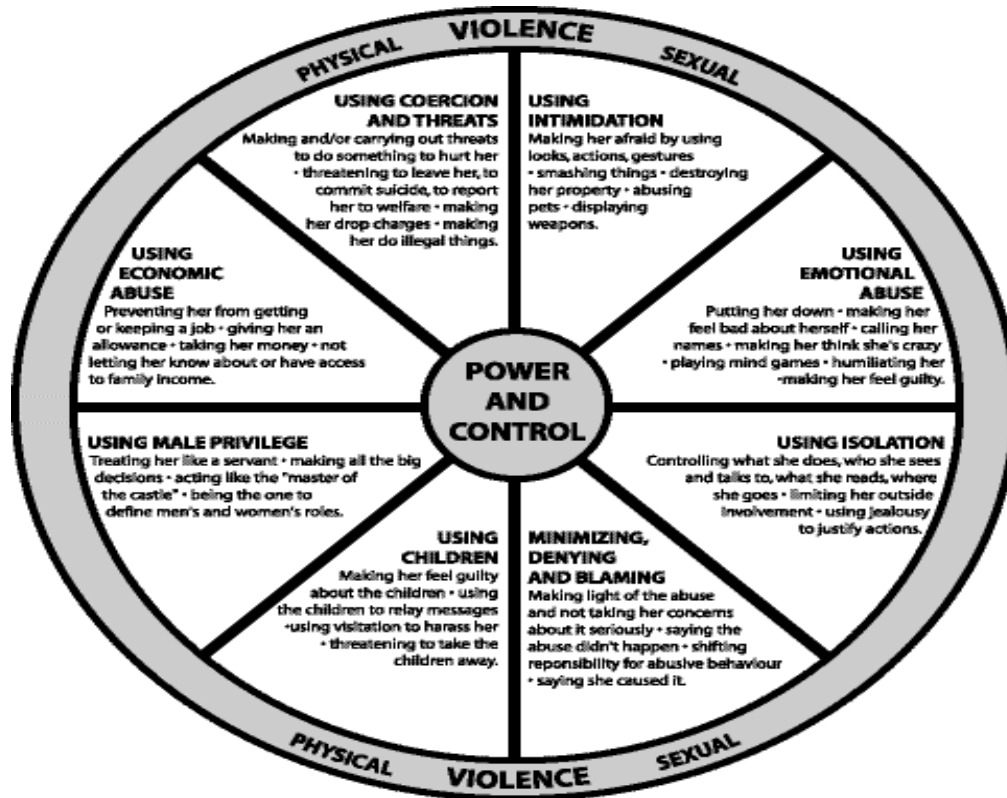 PHYSICAL VIOLENCE SEXUAL
USING COERCION
AND THREATS
Making and/or carrying out threats
to do something to hurt her
• threatening to leave her, to
commit suicide, to report
her to welfare • making
her drop charges • making
her do illegal things.
USING
INTIMIDATION
Making her afraid by using
looks, actions, gestures
• smashing things • destroying
her property • abusing
pets • displaying
weapons.
USING
ECONOMIC
ABUSE
Preventing her from getting
or keeping a job • giving her an
allowance • taking her money • not
letting her know about or have access
to family income.
USING
EMOTIONAL
ABUSE
Putting her down • making her
feel bad about herself • calling her
names • making her think she's crazy
• playing mind games • humiliating her
•making her feel guilty.
POWER
AND
CONTROL
USING MALE PRIVILEGE
Treating her like a servant • making all the big
decisions • acting like the "master of
the castle" • being the one to
define men's and women's roles.
USING ISOLATION
Controlling what she does, who she sees
and talks to, what she reads, where
she goes • limiting her outside
involvement • using jealousy
to justify actions.
USING
CHILDREN
Making her feel guilty
about the children • using
the children to relay messages
•using visitation to harass her
• threatening to take the
children away.
MINIMIZING,
DENYING
AND BLAMING
Making light of the abuse
and not taking her concerns
about it seriously • saying the
abuse didn't happen • shifting
reponsibility for abusive behaviour
• saying she caused it.
PHYSICAL VIOLENCE SEXUAL